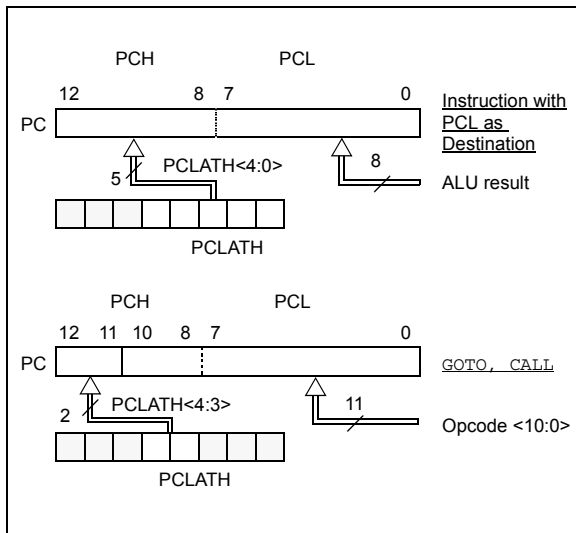 PCH PCL
12 8 7 0
PC
Instruction with
PCL as
Destination
PCLATH<4:0>
5
8
ALU result
PCLATH
PCH PCL
12 11 10 8 7 0
PC
GOTO, CALL
PCLATH<4:3>
2
11
Opcode <10:0>
PCLATH